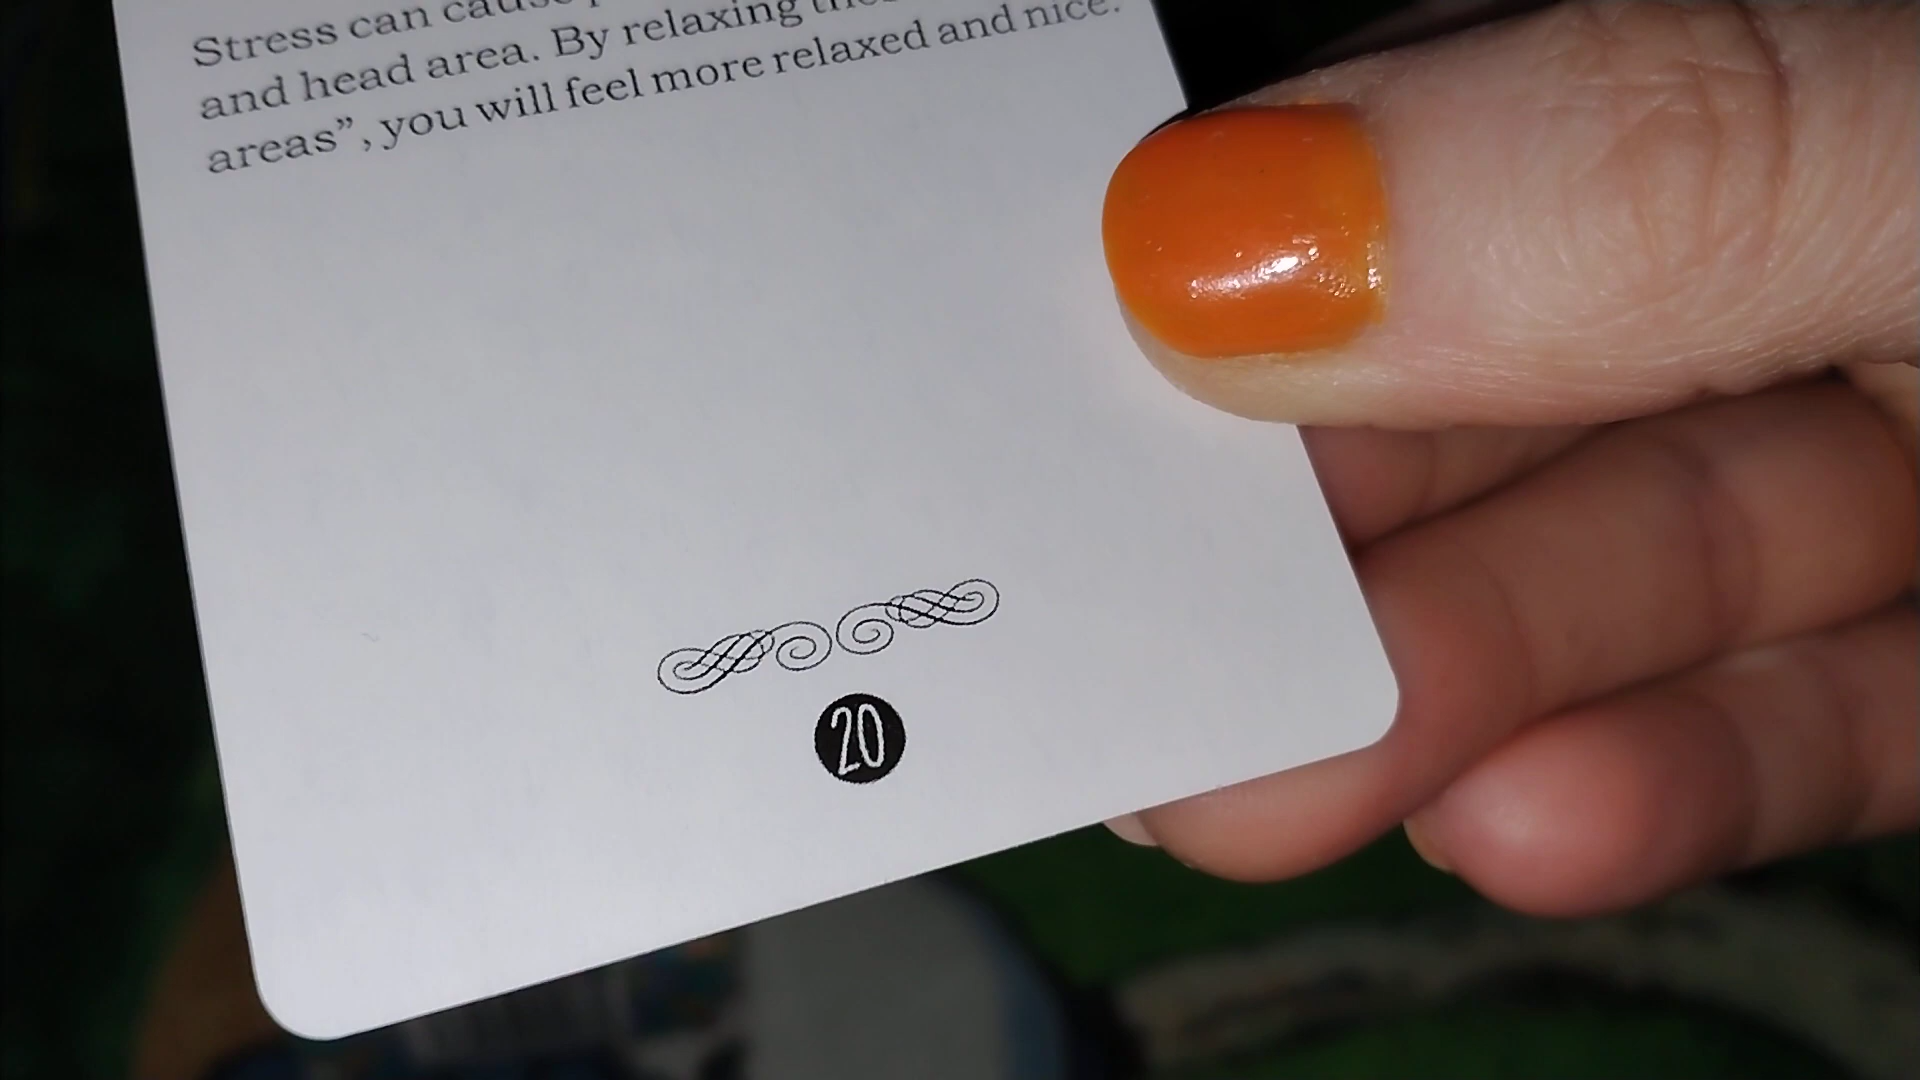 Stress can cause
and head area. By relaxing
areas”, you will feel more relaxed and nice.
20